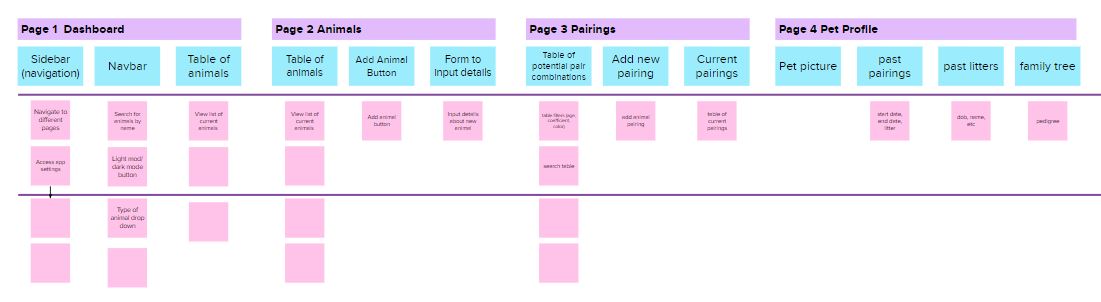 Page 1 Dashboard
Page 2 Animals
Page 3 Pairings
Page 4 Pet Profile
Sidebar
(navigation)
Navbar
Table of
animals
Table of
animals
Add Animal
Button
Form to
Input details
Table of
potential pair
combinations
Add new
pairing
Current
pairings
Pet picture
past
pairings
past litters
family tree
Navigate to
different
pages
Search for
animals by
name
View list of
current
animals
View list of
current
animals
Add animal
button
Input details
about new
animal
table filters (age,
coefficient,
color)
add animal
pairing
table of
current
pairings
start date,
end date,
litter
dob, name,
etc
pedigree
Access app
settings
Light mod/
dark mode
button
search table
Type of
animal drop
down